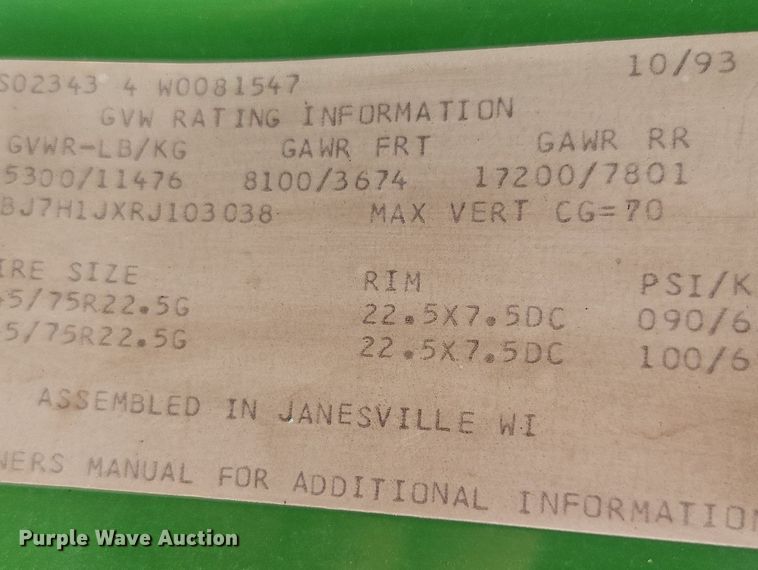 S02343 4 W0081547 10/93
GVW RATING INFORMATION
GVWR-LB/KG GAWR FRT GAWR RR
5300/11476 8100/3674 17200/7801
BJ7H1JXRJ103038 MAX VERT CG=70
IRE SIZE RIM PSI/K
45/75R22.5G 22.5X7.5DC 090/6
5/75R22.5G 22.5X7.5DC 100/6
ASSEMBLED IN JANESVILLE WI
NERS MANUAL FOR ADDITIONAL INFORMATION
Purple Wave Auction